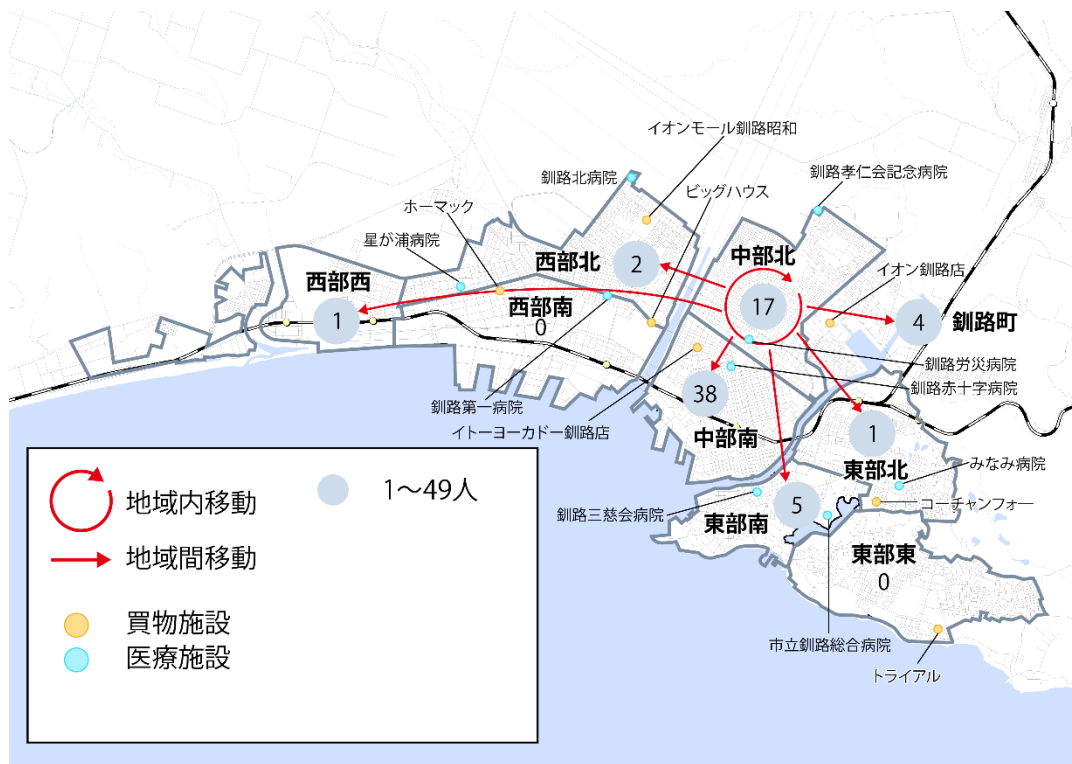 イオンモール釧路昭和
釧路北病院
ビッグハウス
釧路孝仁会記念病院
ホーマック
星が浦病院
西部北
2
中部北
イオン釧路店
西部西
1
西部南
0
17
4
釧路町
釧路労災病院
釧路赤十字病院
38
釧路第一病院
イトーヨーカドー釧路店
中部南
1
東部北
みなみ病院
コーチャンフォー
釧路三慈会病院
5
東部南
東部東
0
市立釧路総合病院
トライアル
地域内移動
1～49人
地域間移動
買物施設
医療施設